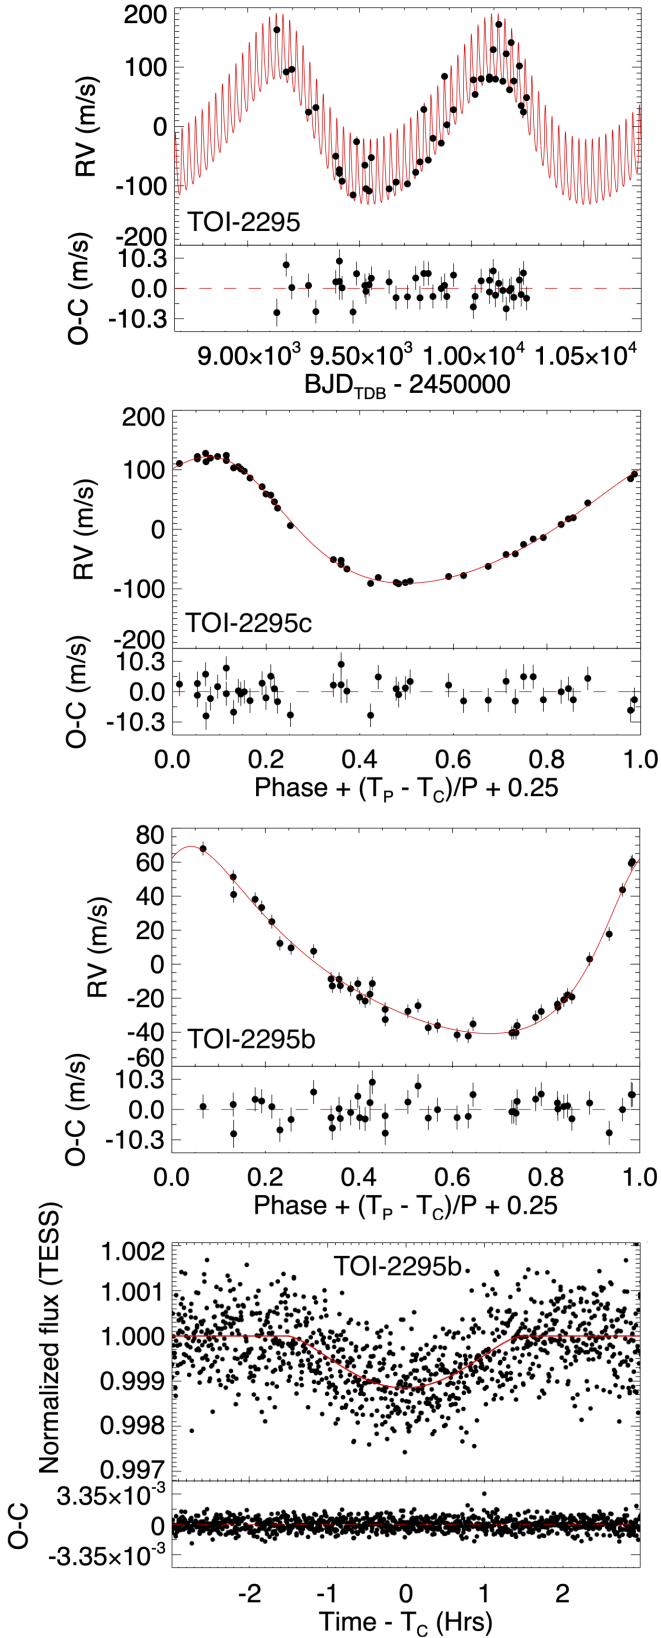 200
100
0
-100
-200
RV (m/s)
TOI-2295
10.3
0.0
-10.3
O-C (m/s)
9.00×10³ 9.50×10³ 1.00×10⁴ 1.05×10⁴
BJD_TDB - 2450000
200
100
0
-100
-200
RV (m/s)
TOI-2295c
10.3
0.0
-10.3
O-C (m/s)
0.0 0.2 0.4 0.6 0.8 1.0
Phase + (T_P - T_C)/P + 0.25
80
60
40
20
0
-20
-40
-60
RV (m/s)
TOI-2295b
10.3
0.0
-10.3
O-C (m/s)
0.0 0.2 0.4 0.6 0.8 1.0
Phase + (T_P - T_C)/P + 0.25
1.002
1.001
1.000
0.999
0.998
0.997
Normalized flux (TESS)
TOI-2295b
3.35×10⁻³
0
-3.35×10⁻³
O-C
-2 -1 0 1 2
Time - T_C (Hrs)